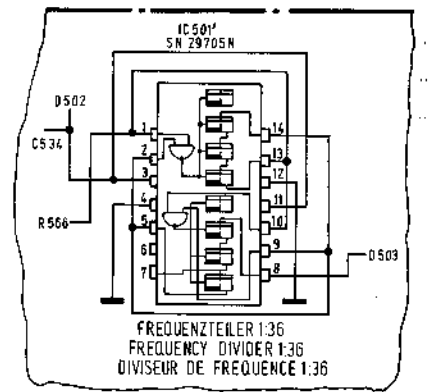 IC501
SN 29705N
D502
1
14
C534
2
13
3
12
R566
4
11
5
10
6
9
7
8
D503
FREQUENZTEILER 1:36
FREQUENCY DIVIDER 1:36
DIVISEUR DE FREQUENCE 1:36